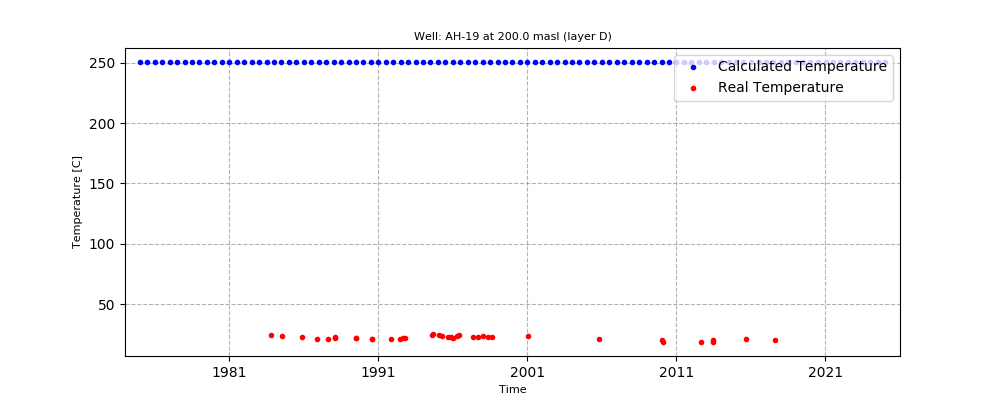 Well: AH-19 at 200.0 masl (layer D)
250
200
150
100
50
Temperature [C]
Calculated Temperature
Real Temperature
1981
1991
2001
2011
2021
Time